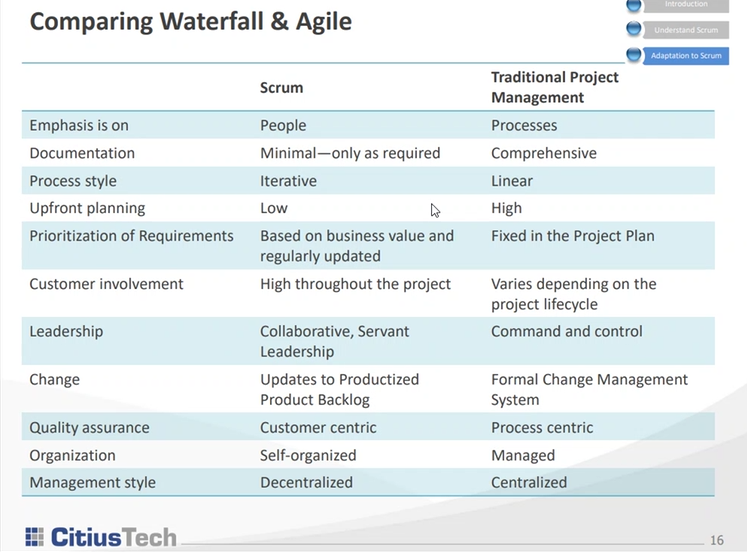 Comparing Waterfall & Agile
Introduction
Understand Scrum
Adaptation to Scrum
Scrum
Traditional Project
Management
Emphasis is on People Processes
Documentation Minimal—only as required Comprehensive
Process style Iterative Linear
Upfront planning Low High
Prioritization of Requirements Based on business value and Fixed in the Project Plan
regularly updated
Customer involvement High throughout the project Varies depending on the
project lifecycle
Leadership Collaborative, Servant Command and control
Leadership
Change Updates to Productized Formal Change Management
Product Backlog System
Quality assurance Customer centric Process centric
Organization Self-organized Managed
Management style Decentralized Centralized
CitiusTech
16